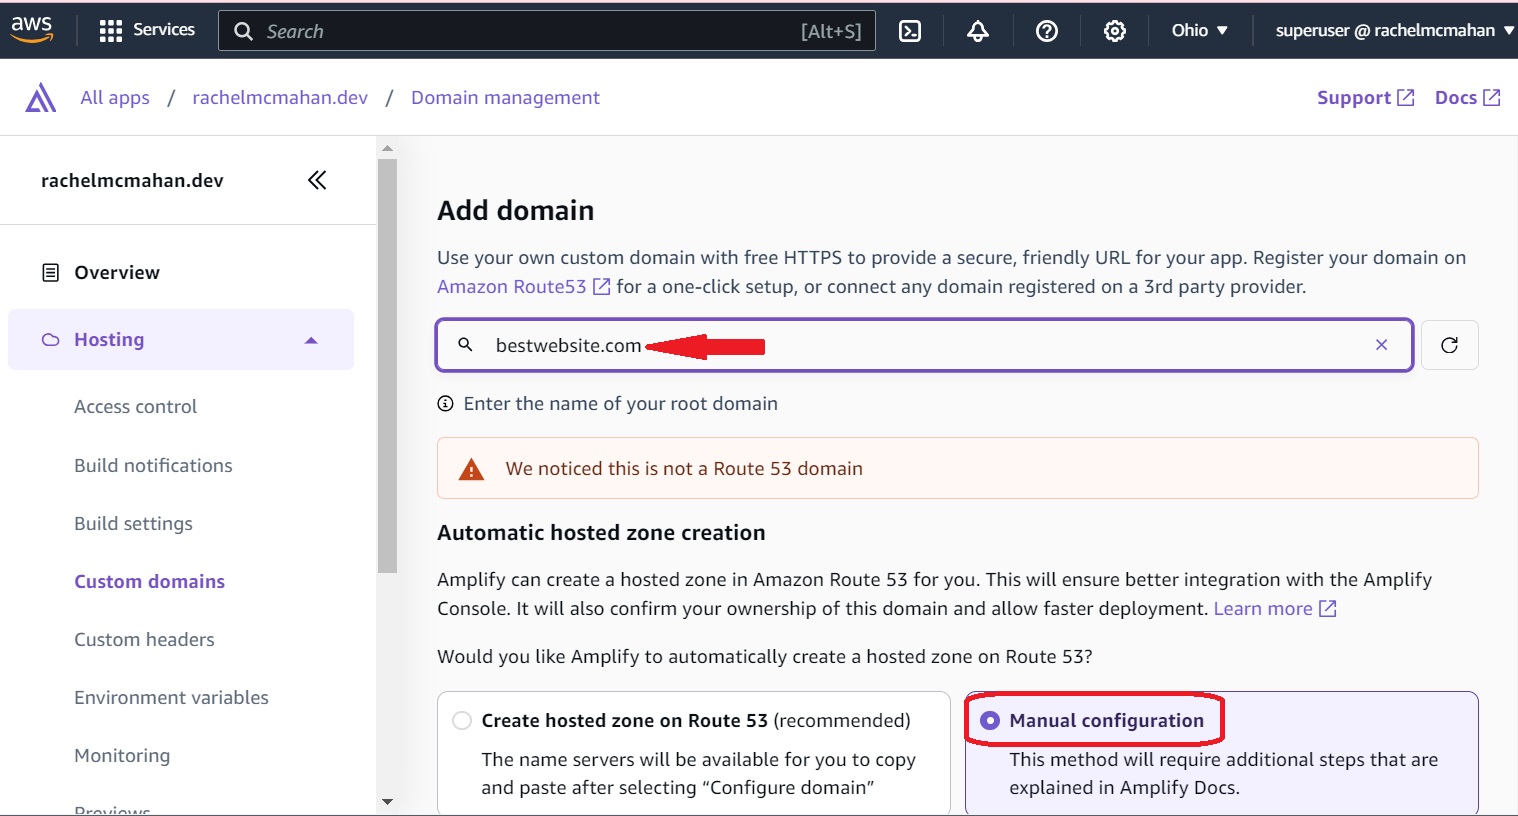 aws
Services
Search
[Alt+S]
Ohio
superuser @ rachelmcmahan
All apps / rachelmcmahan.dev / Domain management
Support
Docs
rachelmcmahan.dev
Overview
Hosting
Access control
Build notifications
Build settings
Custom domains
Custom headers
Environment variables
Monitoring
Previews
Add domain
Use your own custom domain with free HTTPS to provide a secure, friendly URL for your app. Register your domain on
Amazon Route53 for a one-click setup, or connect any domain registered on a 3rd party provider.
bestwebsite.com
Enter the name of your root domain
We noticed this is not a Route 53 domain
Automatic hosted zone creation
Amplify can create a hosted zone in Amazon Route 53 for you. This will ensure better integration with the Amplify
Console. It will also confirm your ownership of this domain and allow faster deployment. Learn more
Would you like Amplify to automatically create a hosted zone on Route 53?
Create hosted zone on Route 53 (recommended)
The name servers will be available for you to copy
and paste after selecting “Configure domain”
Manual configuration
This method will require additional steps that are
explained in Amplify Docs.